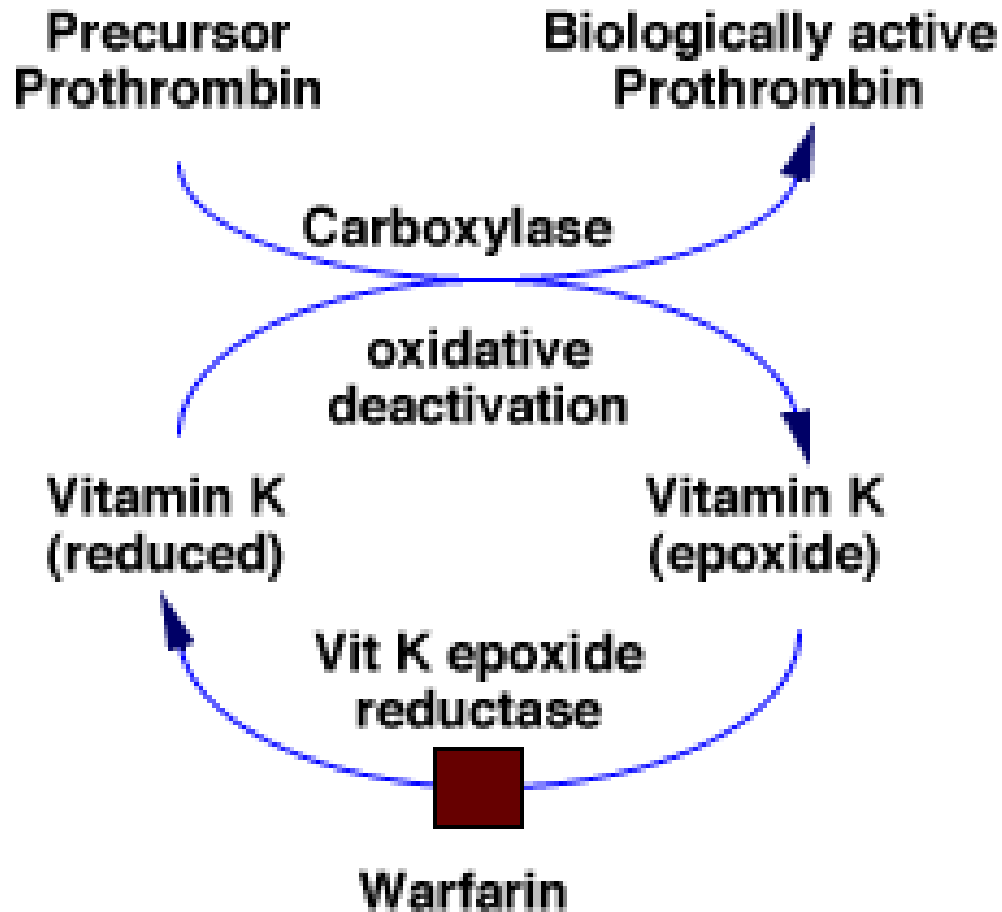 Precursor
Prothrombin
Biologically active
Prothrombin
Carboxylase
oxidative
deactivation
Vitamin K
(reduced)
Vitamin K
(epoxide)
Vit K epoxide
reductase
Warfarin